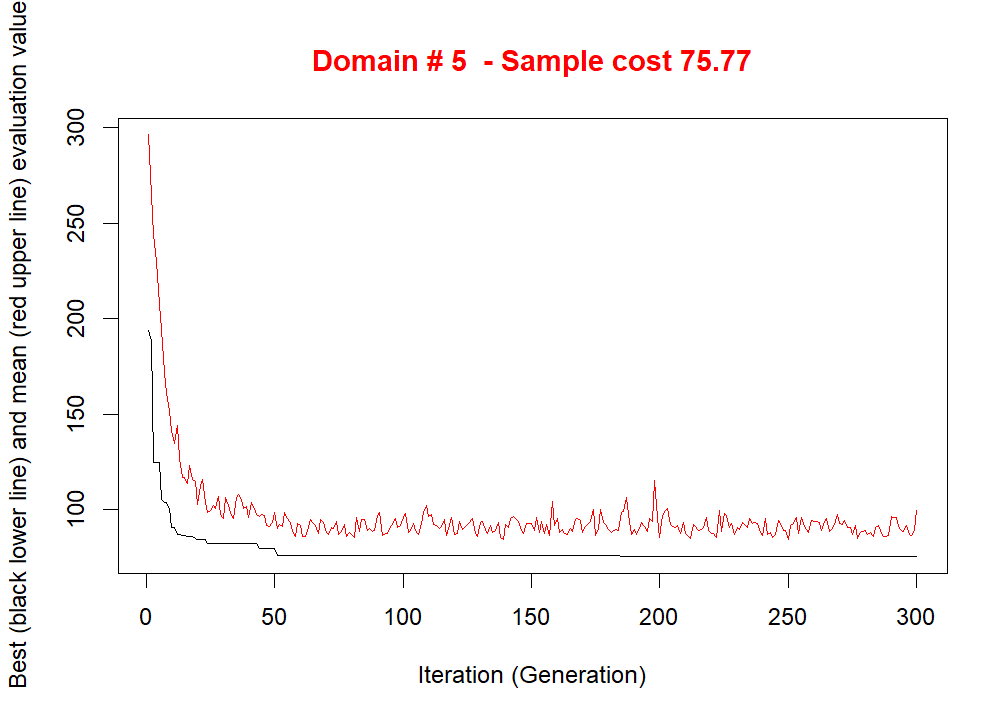 Domain # 5  - Sample cost 75.77
Best (black lower line) and mean (red upper line) evaluation value
300
250
200
150
100
0 50 100 150 200 250 300
Iteration (Generation)